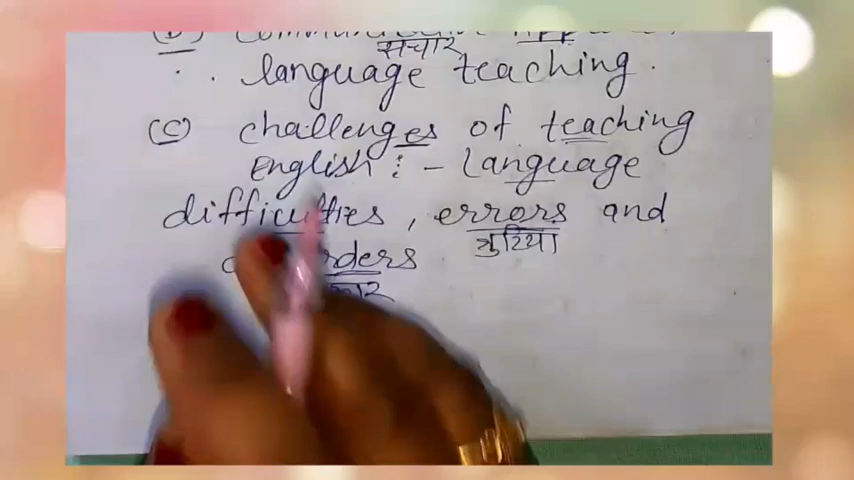 संचार
language teaching.
(C) challenges of teaching
English :- Language
difficulties, errors and
त्रुटिया